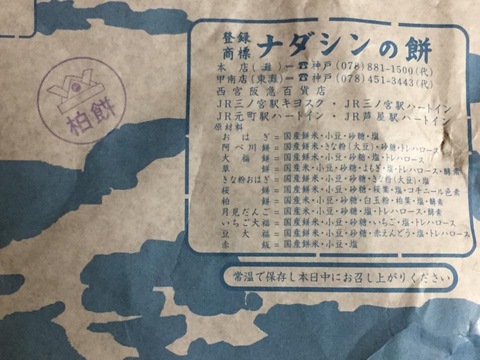 柏餅
登録商標 ナダシンの餅
本店(灘)─☎神戸(078)881-1500(代)
甲南店(東灘)─☎神戸(078)451-3443(代)
西宮阪急百貨店
JR三ノ宮駅キヨスク・JR三ノ宮駅ハートイン
JR元町駅ハートイン・JR芦屋駅ハートイン
原材料
おはぎ=国産餅米・小豆・砂糖・塩
阿べ川餅=国産餅米・きな粉(大豆)・砂糖・トレハロース
大福餅=国産餅米・小豆・砂糖・塩・トレハロース
草餅=国産餅米・小豆・砂糖・よもぎ・塩・トレハロース・酵素
きな粉おはぎ=国産餅米・小豆・砂糖・きな粉(大豆)・塩
桜餅=国産餅米・小豆・砂糖・桜葉・塩・コチニール色素
柏餅=国産餅米・小豆・砂糖・白玉粉・柏葉・塩・酵素
月見だんご=国産餅米・小豆・砂糖・塩・トレハロース・酵素
いちご大福=国産餅米・小豆・砂糖・いちご・塩・トレハロース
豆大福=国産餅米・小豆・砂糖・赤えんどう・塩・トレハロース
赤飯=国産餅米・小豆・塩
常温で保存し本日中にお召し上がりください